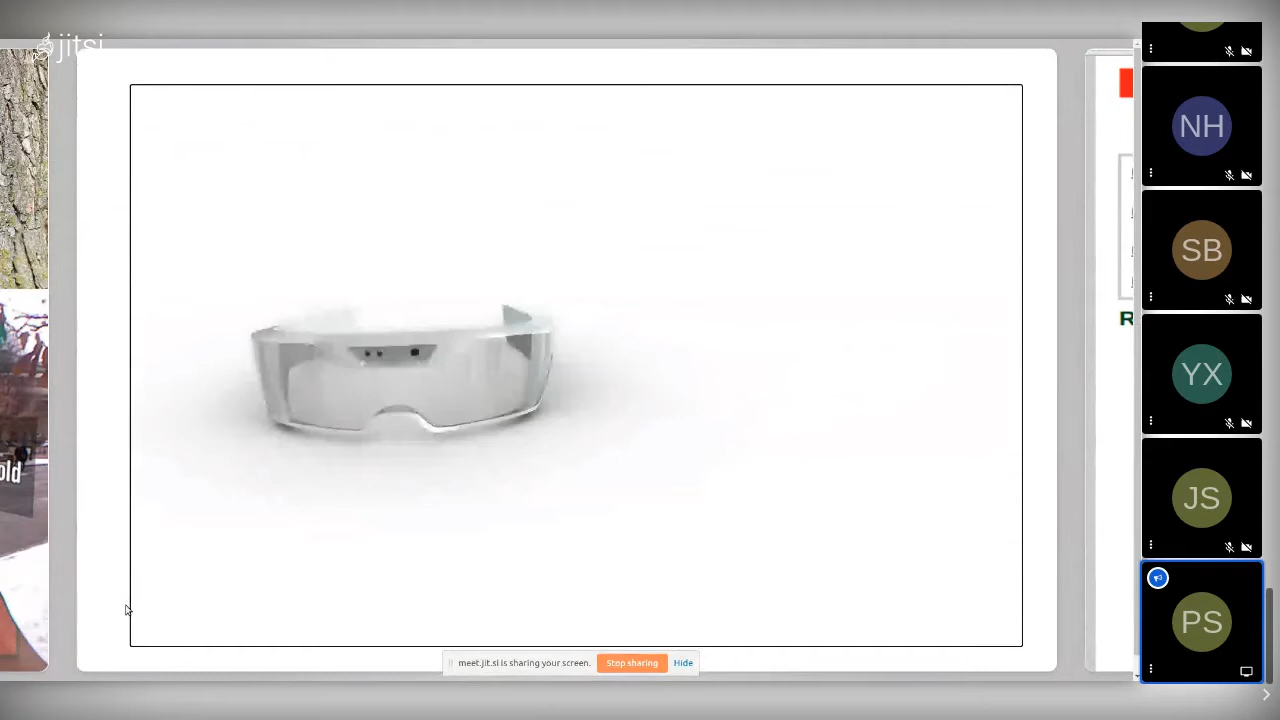 jitsi
old
R
NH
SB
YX
JS
PS
meet.jit.si is sharing your screen. Stop sharing Hide